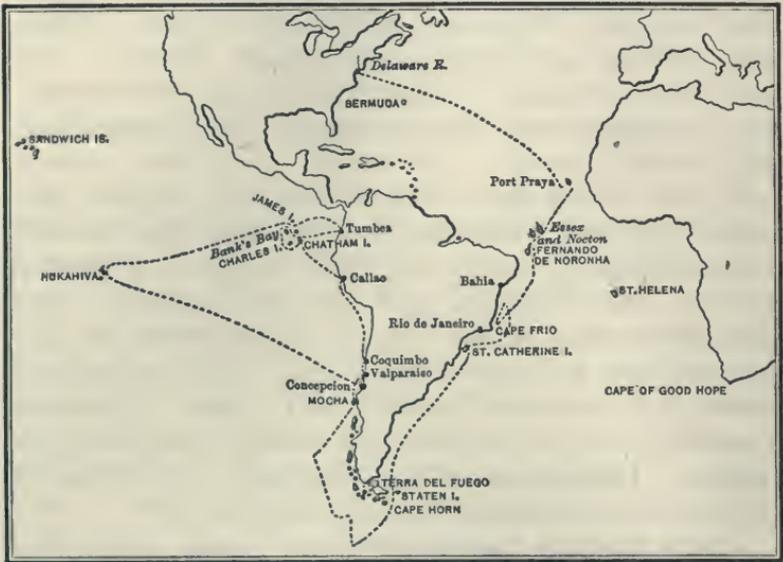 Delaware R.
BERMUDA
SANDWICH IS.
Port Praya
JAMES I.
Tumbea
Essex
and Nocton
Bank's Bay
CHATHAM I.
FERNANDO
DE NORONHA
CHARLES I.
NUKAHIVA
Callao
Bahia
ST. HELENA
Rio de Janeiro
CAPE FRIO
ST. CATHERINE I.
Coquimbo
Valparaiso
Concepcion
MOCHA
CAPE OF GOOD HOPE
TERRA DEL FUEGO
STATEN I.
CAPE HORN